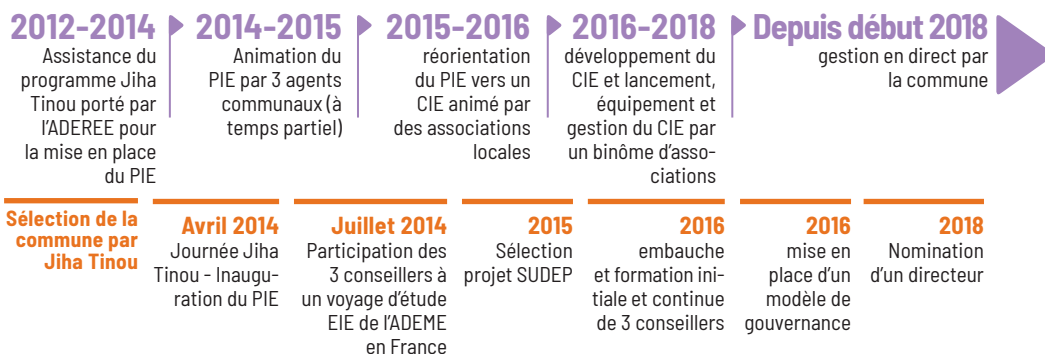 2012-2014
Assistance du
programme Jiha
Tinou porté par
l'ADEREE pour
la mise en place
du PIE
2014-2015
Animation du
PIE par 3 agents
communaux (à
temps partiel)
2015-2016
réorientation
du PIE vers un
CIE animé par
des associations
locales
2016-2018
développement du
CIE et lancement,
équipement et
gestion du CIE par
un binôme d'asso-
ciations
Depuis début 2018
gestion en direct par
la commune
Sélection de la
commune par
Jiha Tinou
Avril 2014
Journée Jiha
Tinou - Inaugu-
ration du PIE
Juillet 2014
Participation des
3 conseillers à
un voyage d'étude
EIE de l'ADEME
en France
2015
Sélection
projet SUDEP
2016
embauche
et formation ini-
tiale et continue
de 3 conseillers
2016
mise en
place d'un
modèle de
gouvernance
2018
Nomination
d'un directeur